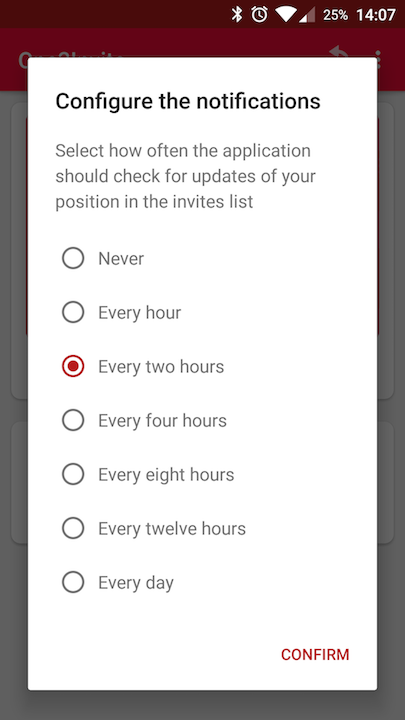 25% 14:07
Configure the notifications
Select how often the application
should check for updates of your
position in the invites list
Never
Every hour
Every two hours
Every four hours
Every eight hours
Every twelve hours
Every day
CONFIRM